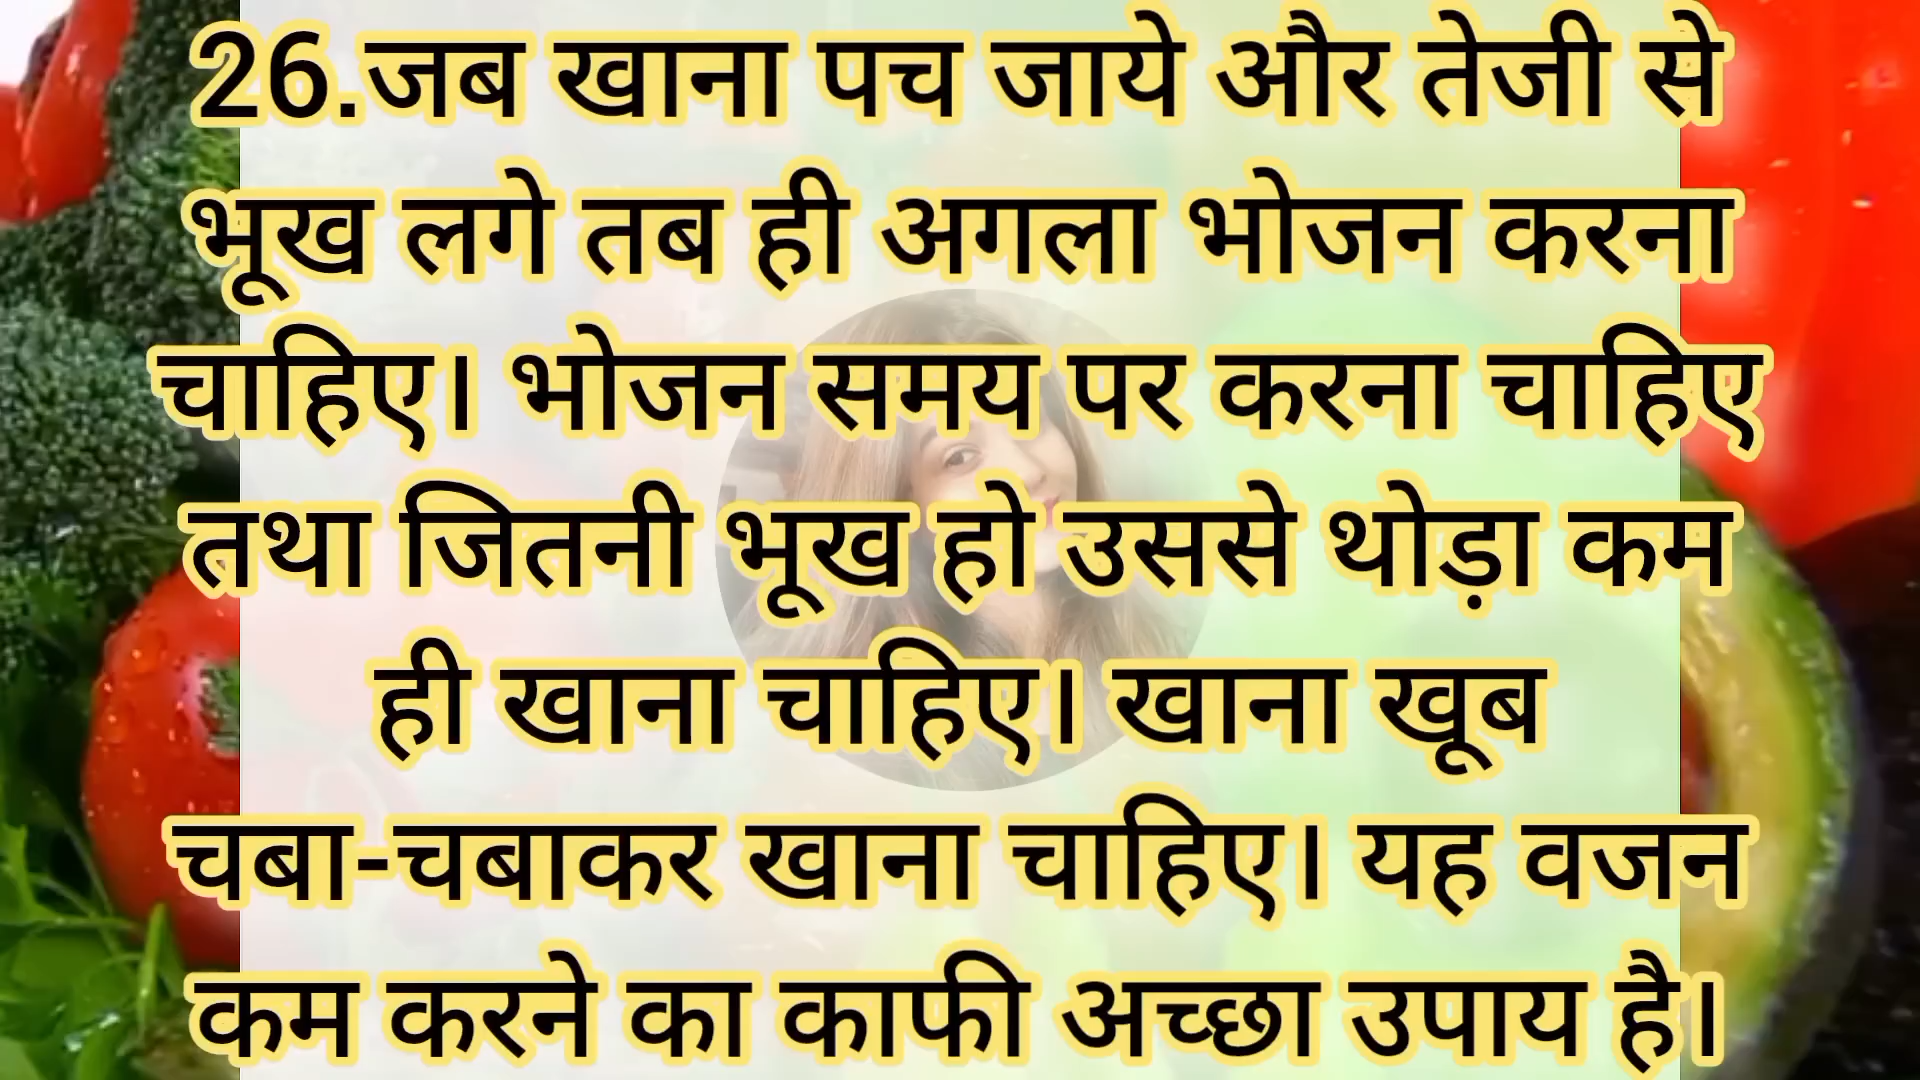 26.जब खाना पच जाये और तेजी से
भूख लगे तब ही अगला भोजन करना
चाहिए। भोजन समय पर करना चाहिए
तथा जितनी भूख हो उससे थोड़ा कम
ही खाना चाहिए। खाना खूब
चबा-चबाकर खाना चाहिए। यह वजन
कम करने का काफी अच्छा उपाय है।